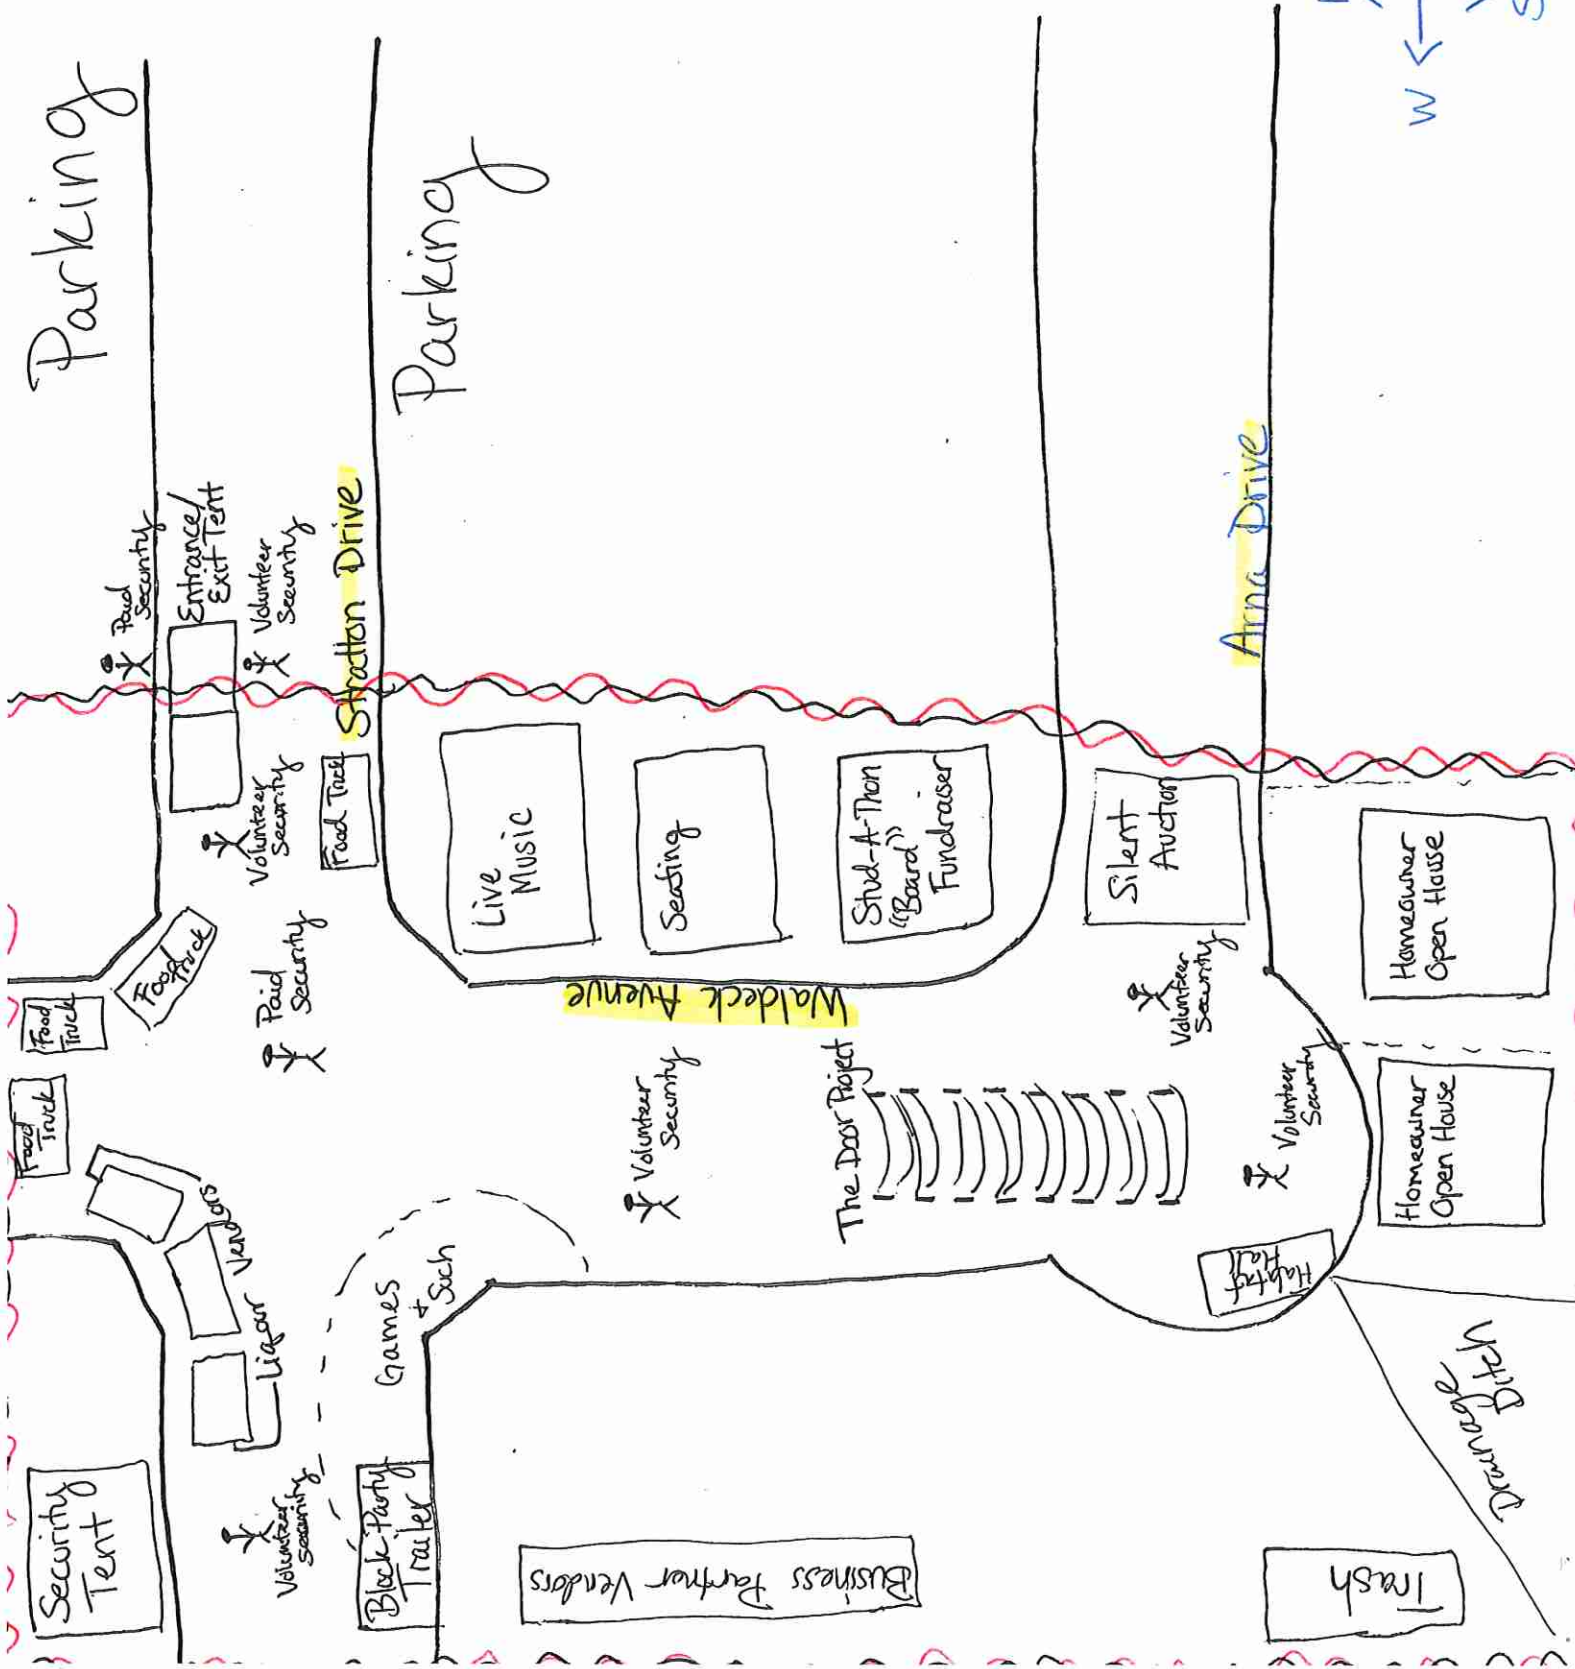 Parking
Parking
W
S
Paid
Security
Entrance/
Exit Tent
Volunteer
Security
Stratton Drive
Arna Drive
Volunteer
Security
Food Truck
Live
Music
Seating
Stud-A-Thon
"Board"
Fundraiser
Silent
Auction
Homeowner
Open House
Food
Truck
Food
Truck
Paid
Security
Waldeck Avenue
Volunteer
Security
Food
Truck
Volunteer
Security
The Door Project
Volunteer
Security
Homeowner
Open House
Liquor Vendors
Games
+ Such
Habitat
Drainage
Ditch
Security
Tent
Volunteer
Security
Block Party
Trailer
Bussiness Partner Vendors
Trash